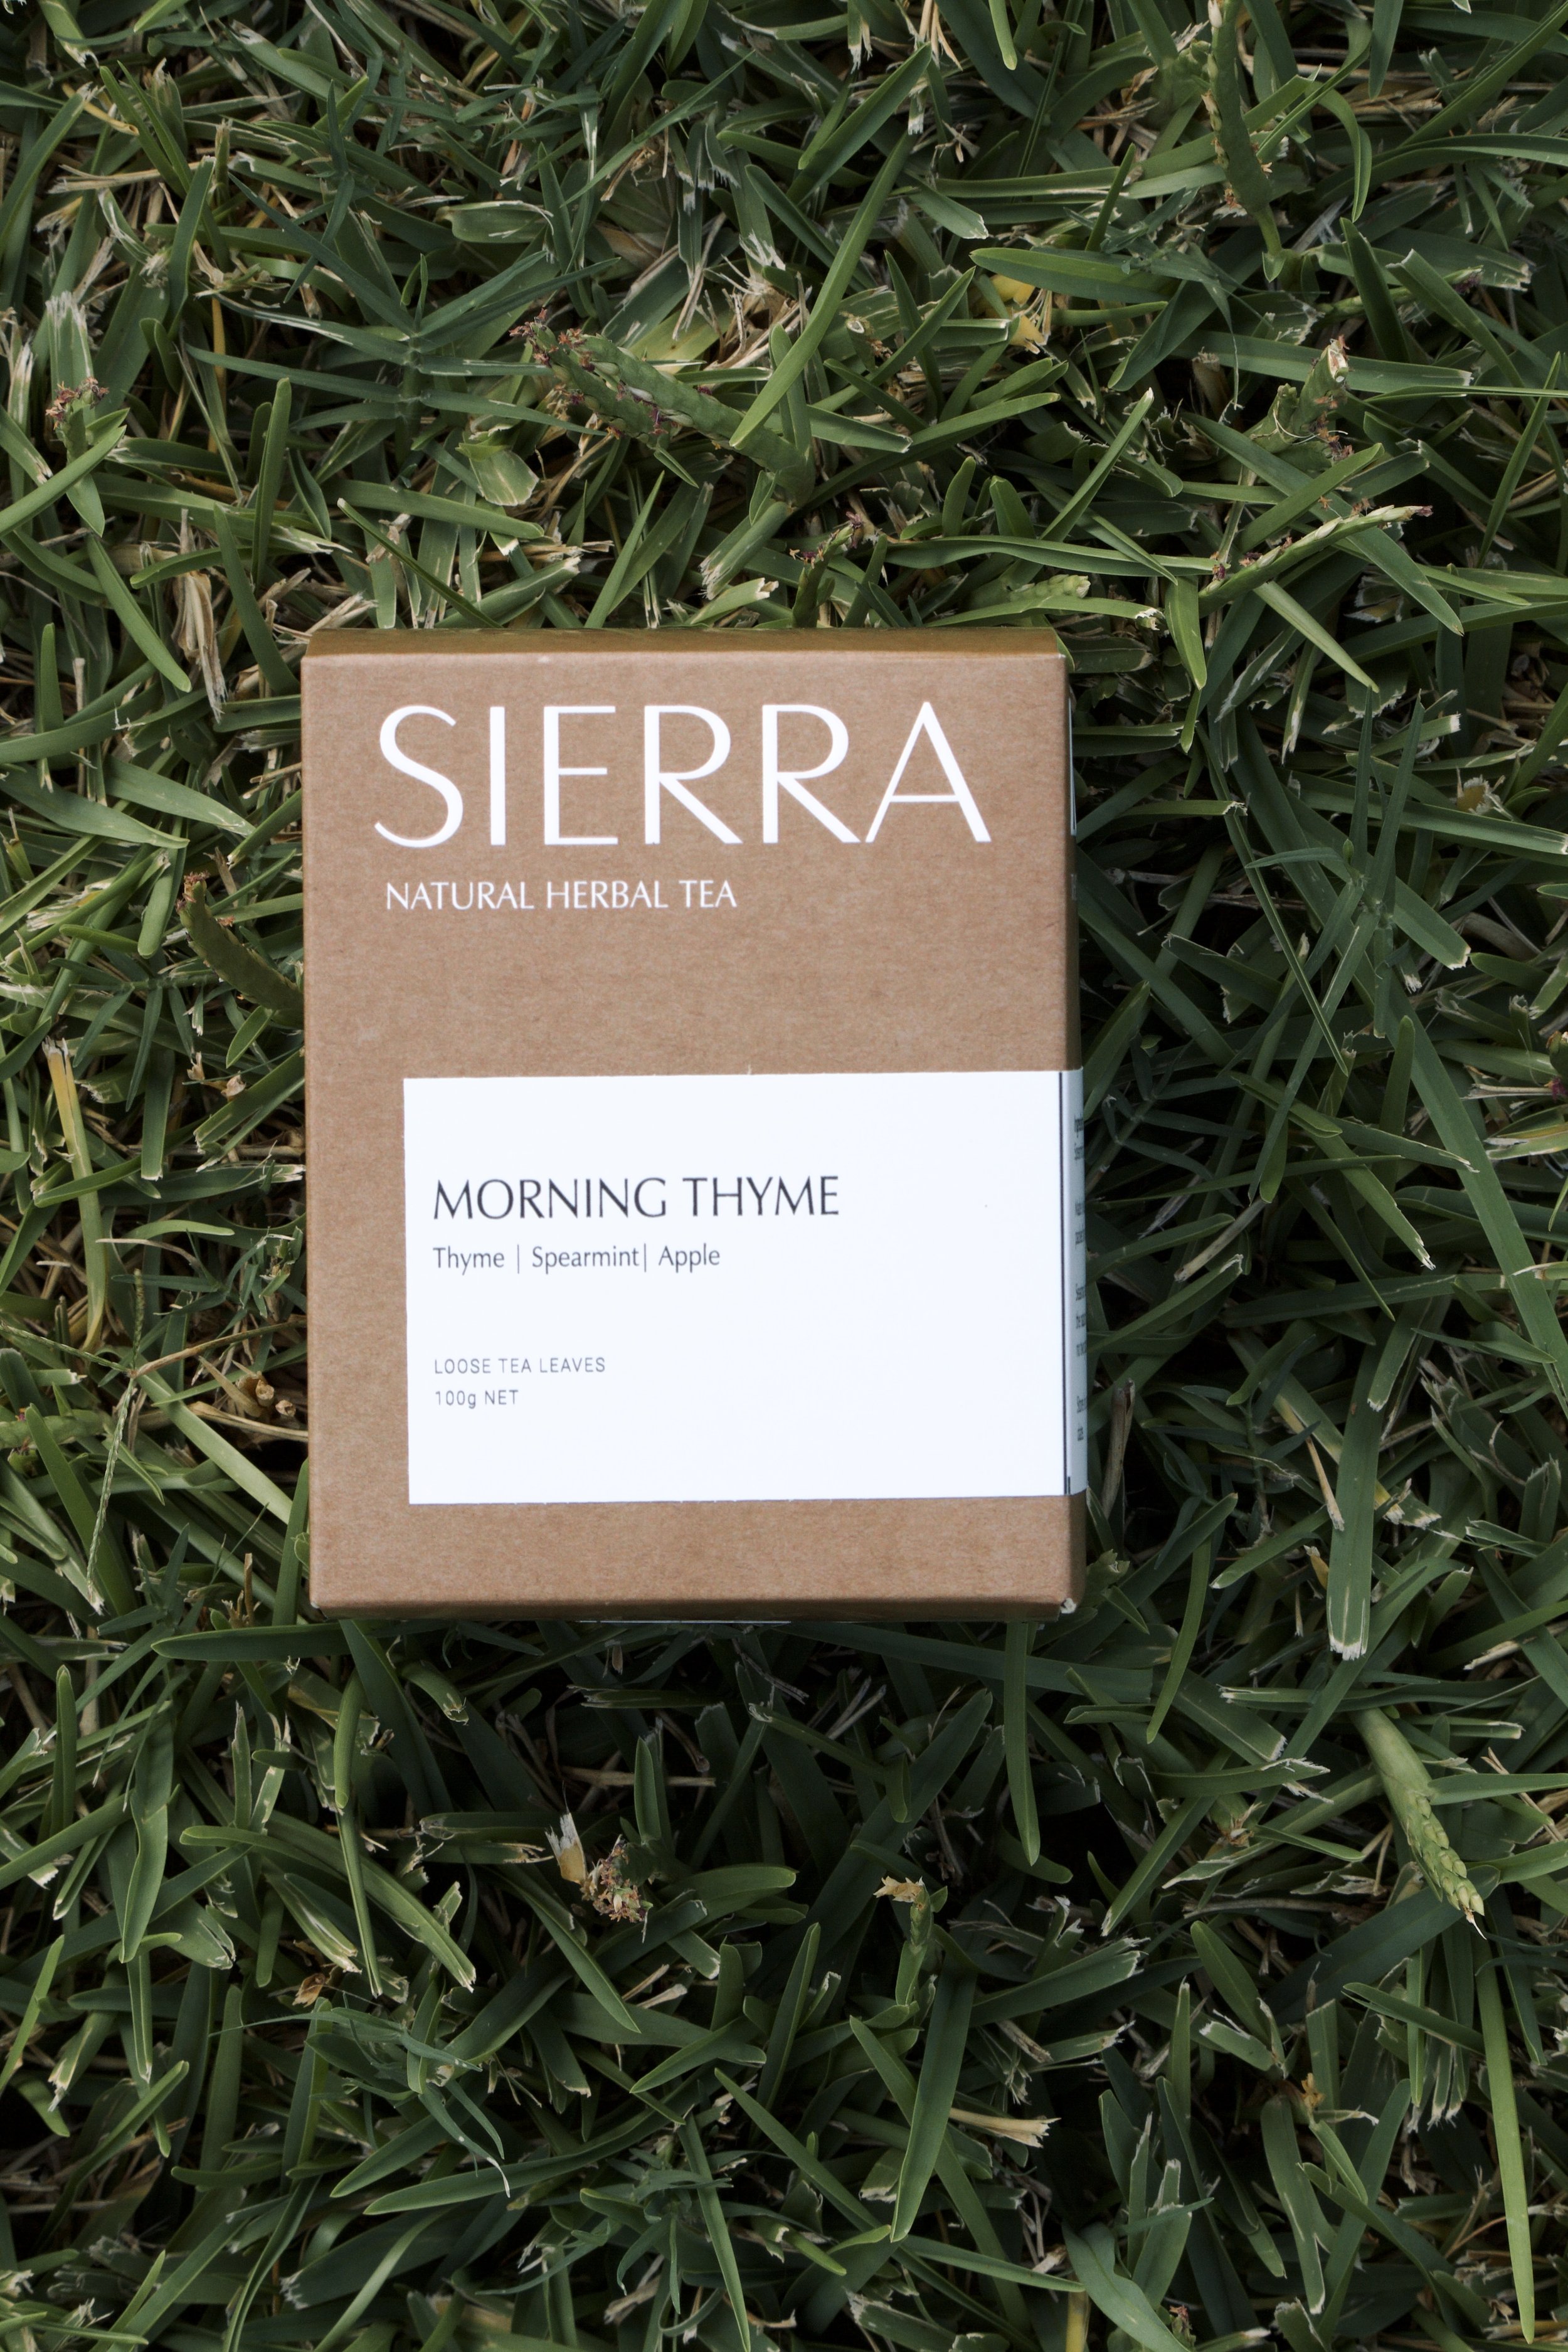 SIERRA
NATURAL HERBAL TEA
MORNING THYME
Thyme | Spearmint| Apple
LOOSE TEA LEAVES
100g NET